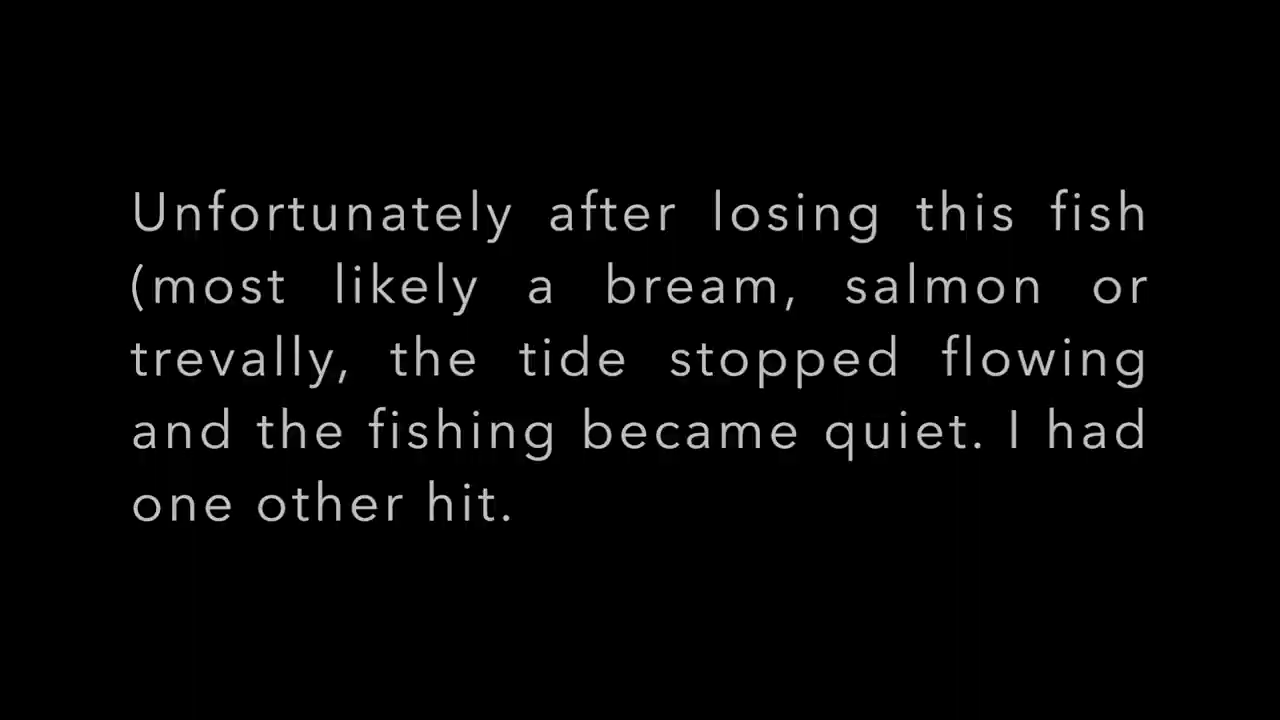 Unfortunately after losing this fish
(most likely a bream, salmon or
trevally, the tide stopped flowing
and the fishing became quiet. I had
one other hit.